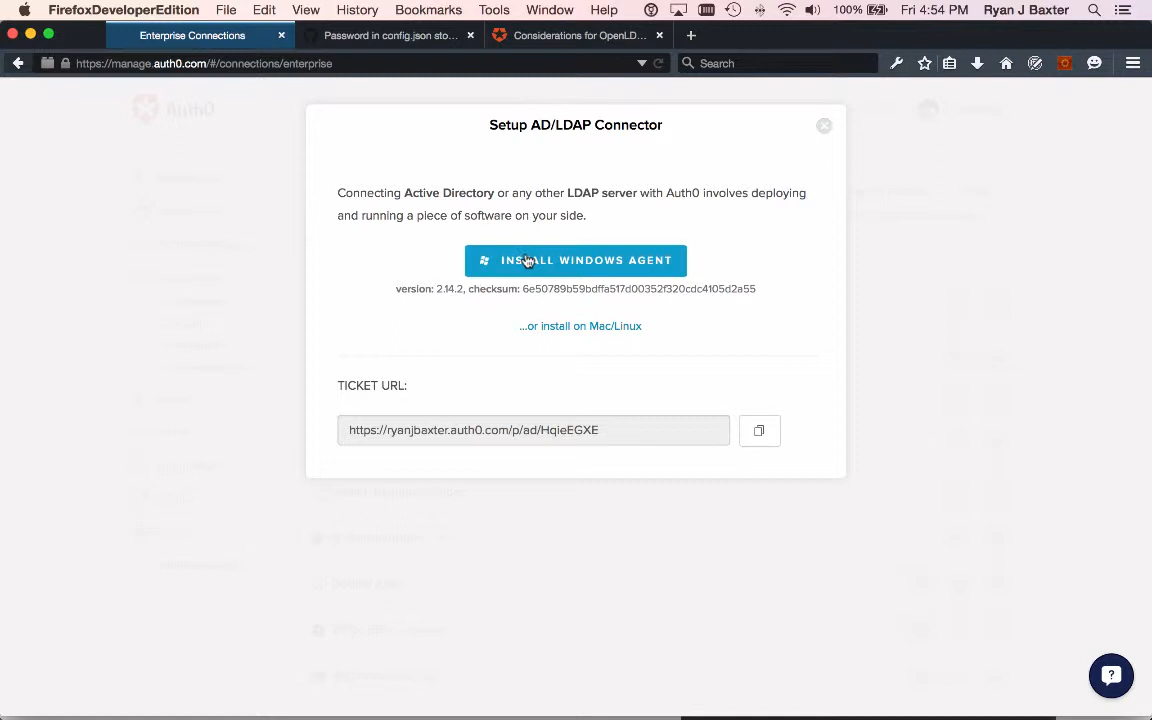 FirefoxDeveloperEdition File Edit View History Bookmarks Tools Window Help 100% Fri 4:54 PM Ryan J Baxter
Enterprise Connections Password in config.json sto... Considerations for OpenLD...
https://manage.auth0.com/#/connections/enterprise Search
Auth0
Setup AD/LDAP Connector
Connecting Active Directory or any other LDAP server with Auth0 involves deploying
and running a piece of software on your side.
INSTALL WINDOWS AGENT
version: 2.14.2, checksum: 6e50789b59bdffa517d00352f320cdc4105d2a55
...or install on Mac/Linux
TICKET URL:
https://ryanjbaxter.auth0.com/p/ad/HqieEGXE